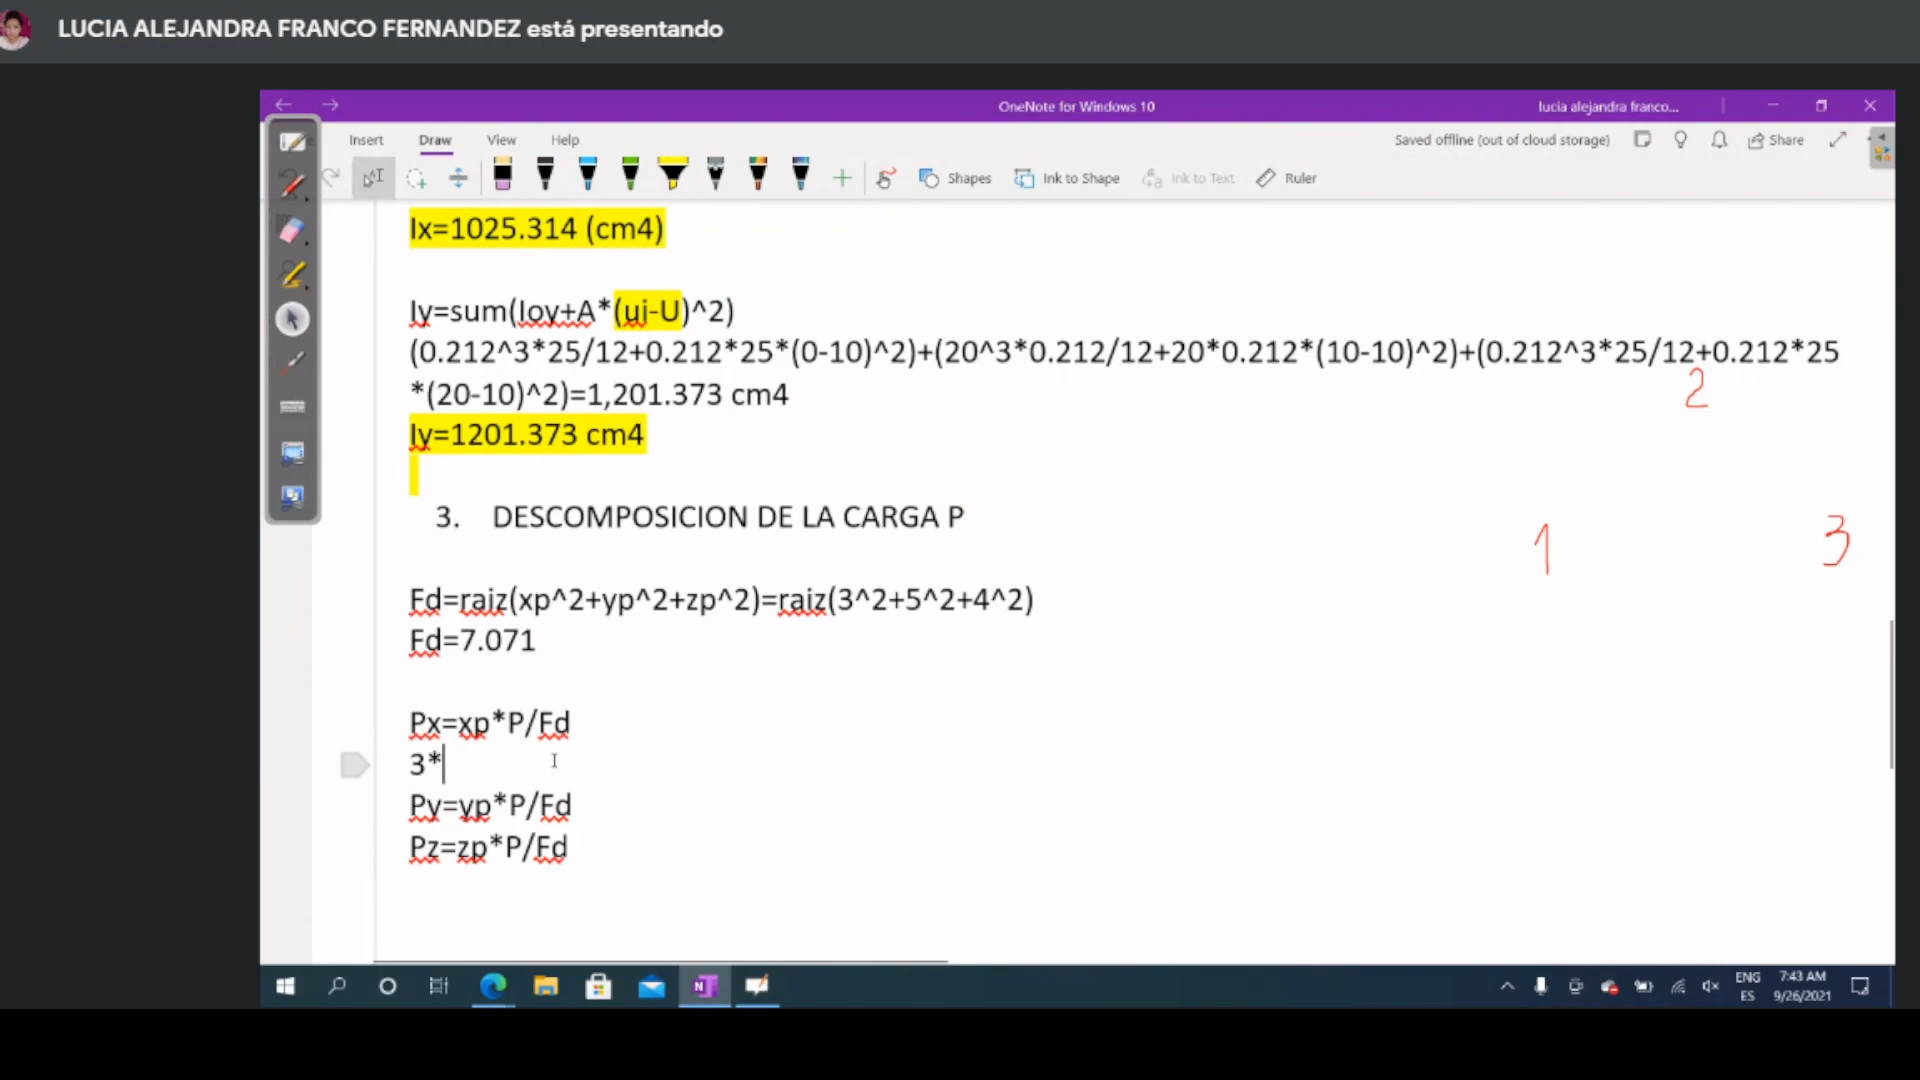 LUCIA ALEJANDRA FRANCO FERNANDEZ está presentando
OneNote for Windows 10
lucia alejandra franco...
Insert Draw View Help
Saved offline (out of cloud storage)
Share
Shapes
Ink to Shape
Ink to Text
Ruler
Ix=1025.314 (cm4)
Iy=sum(Ioy+A*(ui-U)^2)
(0.212^3*25/12+0.212*25*(0-10)^2)+(20^3*0.212/12+20*0.212*(10-10)^2)+(0.212^3*25/12+0.212*25
*(20-10)^2)=1,201.373 cm4
2
Iy=1201.373 cm4
3. DESCOMPOSICION DE LA CARGA P
1
3
Fd=raiz(xp^2+yp^2+zp^2)=raiz(3^2+5^2+4^2)
Fd=7.071
Px=xp*P/Fd
3*
Py=yp*P/Fd
Pz=zp*P/Fd
ENG
ES
7:43 AM
9/26/2021